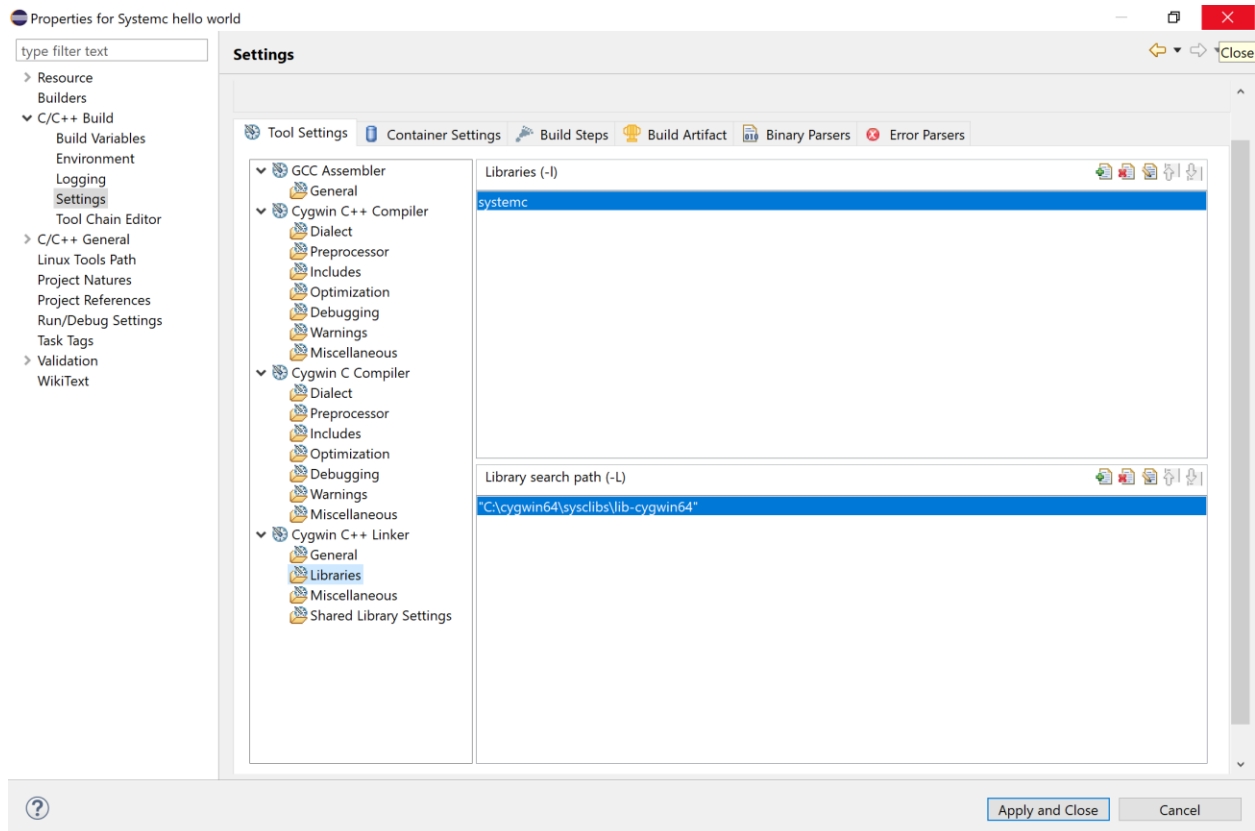 Properties for Systemc hello world
type filter text
Resource
Builders
C/C++ Build
Build Variables
Environment
Logging
Settings
Tool Chain Editor
C/C++ General
Linux Tools Path
Project Natures
Project References
Run/Debug Settings
Task Tags
Validation
WikiText
Settings
Close
Tool Settings
Container Settings
Build Steps
Build Artifact
Binary Parsers
Error Parsers
GCC Assembler
General
Cygwin C++ Compiler
Dialect
Preprocessor
Includes
Optimization
Debugging
Warnings
Miscellaneous
Cygwin C Compiler
Dialect
Preprocessor
Includes
Optimization
Debugging
Warnings
Miscellaneous
Cygwin C++ Linker
General
Libraries
Miscellaneous
Shared Library Settings
Libraries (-l)
systemc
Library search path (-L)
"C:\cygwin64\sysclibs\lib-cygwin64"
Apply and Close
Cancel